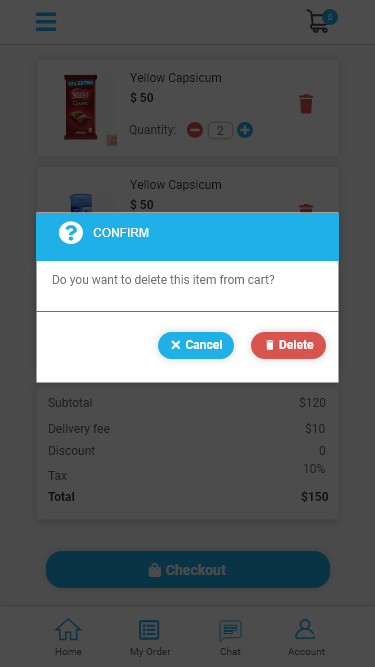 0
Yellow Capsicum
$ 50
Quantity: 2
Yellow Capsicum
$ 50
CONFIRM
Do you want to delete this item from cart?
Cancel Delete
Subtotal $120
Delivery fee $10
Discount 0
Tax 10%
Total $150
Checkout
Home My Order Chat Account